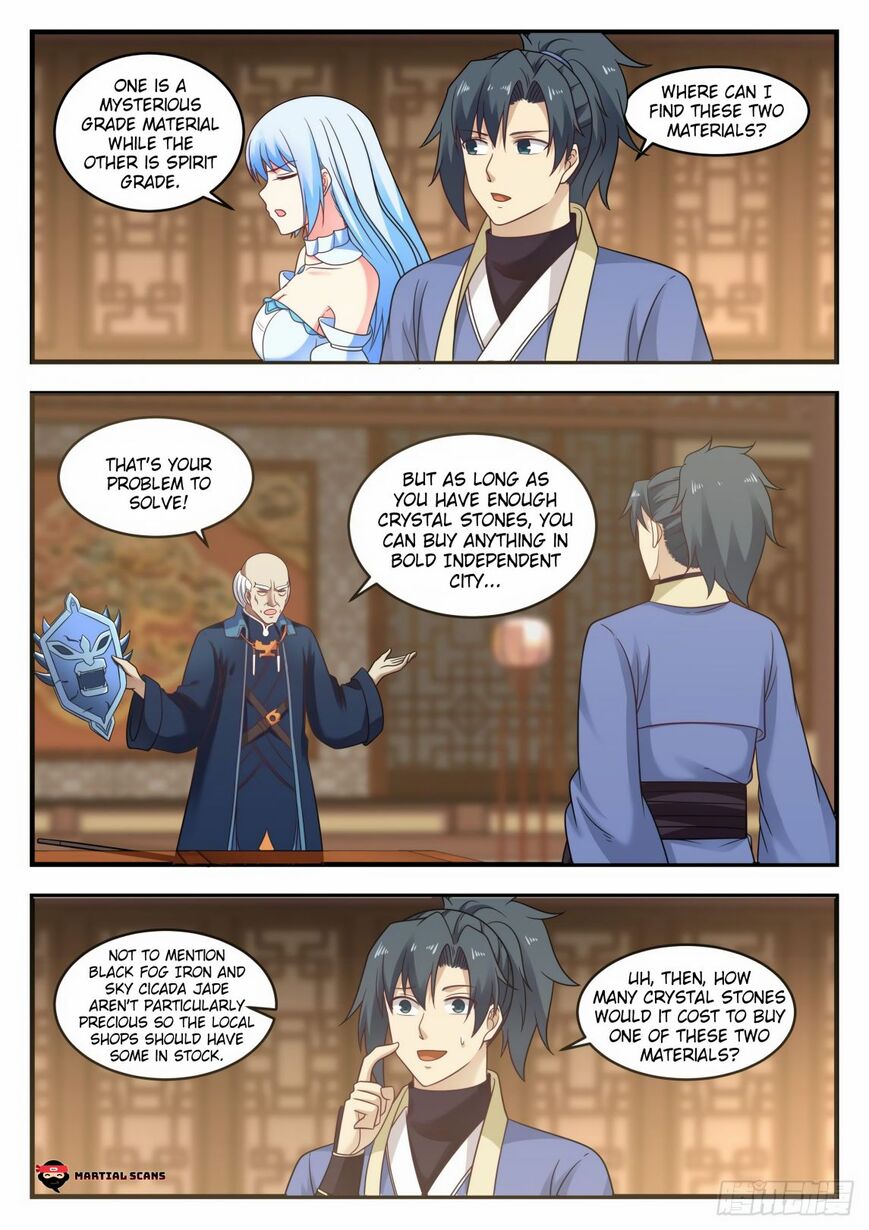 ONE IS A
MYSTERIOUS
GRADE MATERIAL
WHILE THE
OTHER IS SPIRIT
GRADE.
WHERE CAN I
FIND THESE TWO
MATERIALS?
THAT'S YOUR
PROBLEM TO
SOLVE!
BUT AS LONG AS
YOU HAVE ENOUGH
CRYSTAL STONES, YOU
CAN BUY ANYTHING IN
BOLD INDEPENDENT
CITY...
NOT TO MENTION
BLACK FOG IRON AND
SKY CICADA JADE
AREN'T PARTICULARLY
PRECIOUS SO THE LOCAL
SHOPS SHOULD HAVE
SOME IN STOCK.
UH, THEN, HOW
MANY CRYSTAL STONES
WOULD IT COST TO BUY
ONE OF THESE TWO
MATERIALS?
MARTIAL SCANS
腾讯动漫